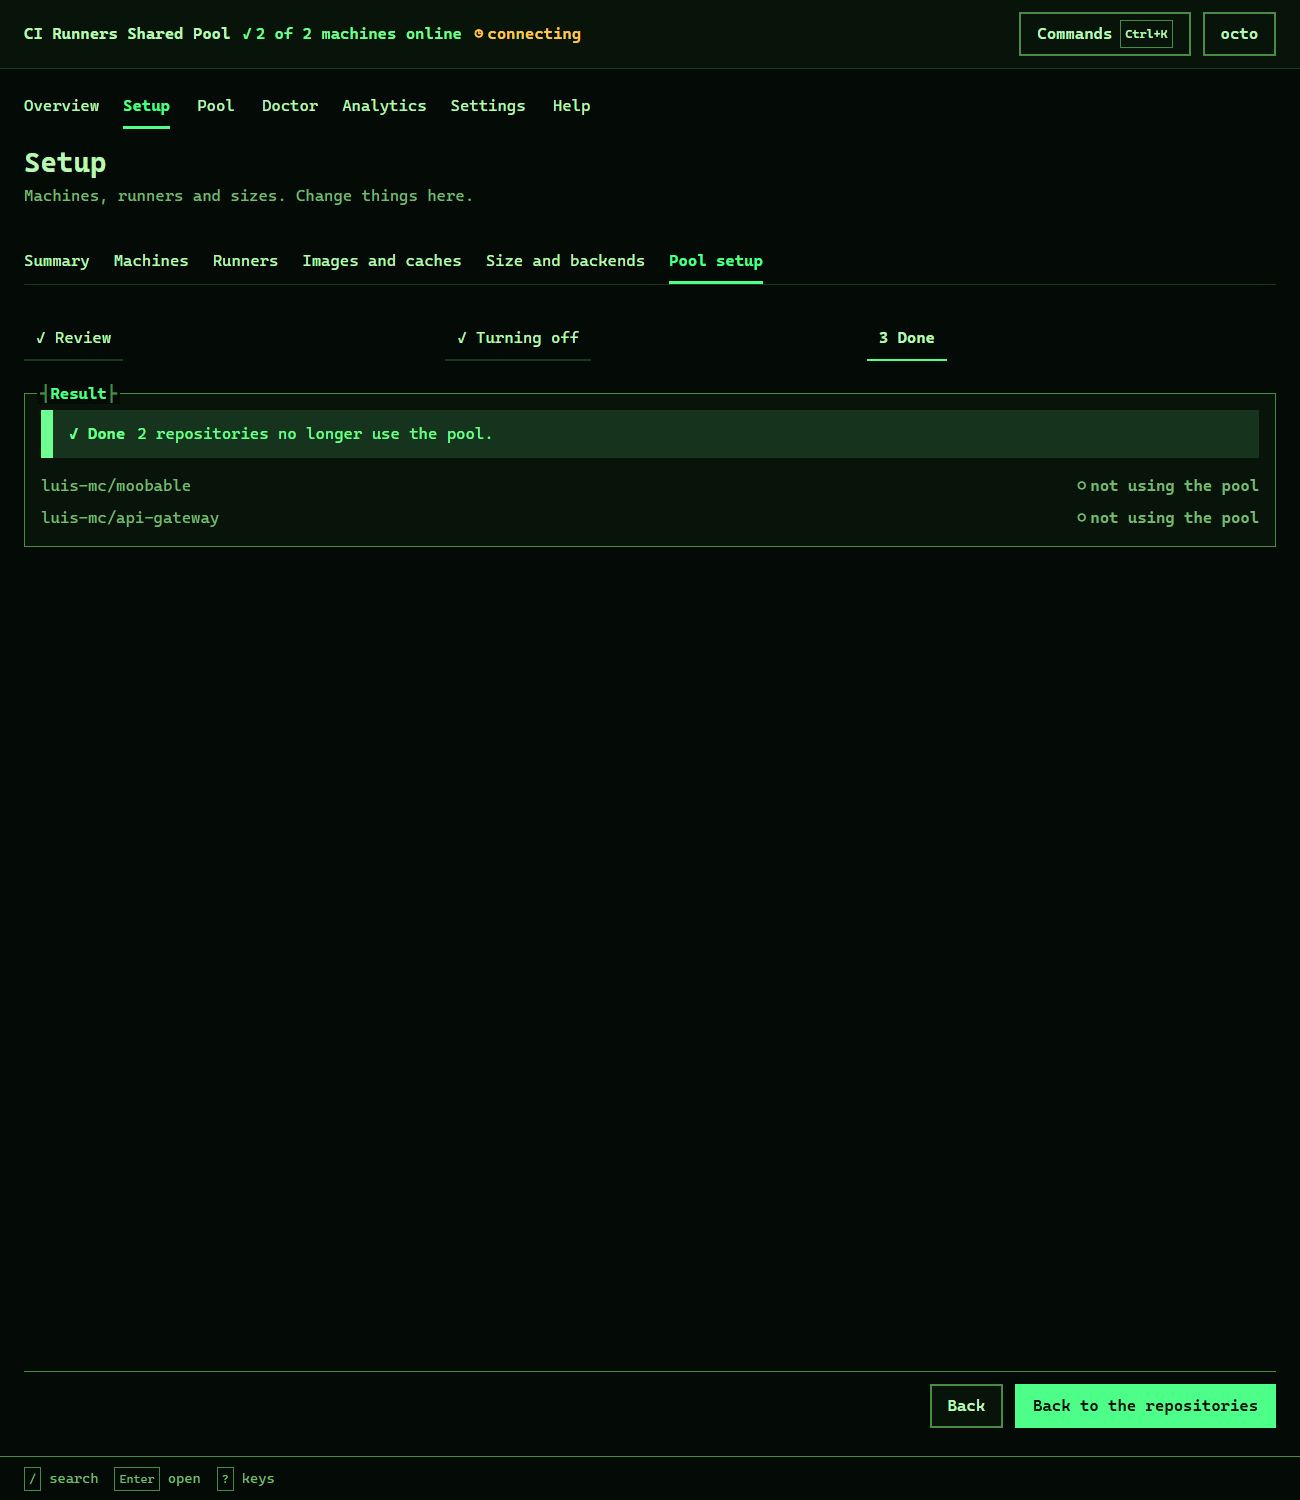 CI Runners Shared Pool ✓ 2 of 2 machines online connecting Commands Ctrl+K octo
Overview Setup Pool Doctor Analytics Settings Help
Setup
Machines, runners and sizes. Change things here.
Summary Machines Runners Images and caches Size and backends Pool setup
✓ Review ✓ Turning off 3 Done
Result
✓ Done 2 repositories no longer use the pool.
luis-mc/moobable ○ not using the pool
luis-mc/api-gateway ○ not using the pool
Back Back to the repositories
/ search Enter open ? keys